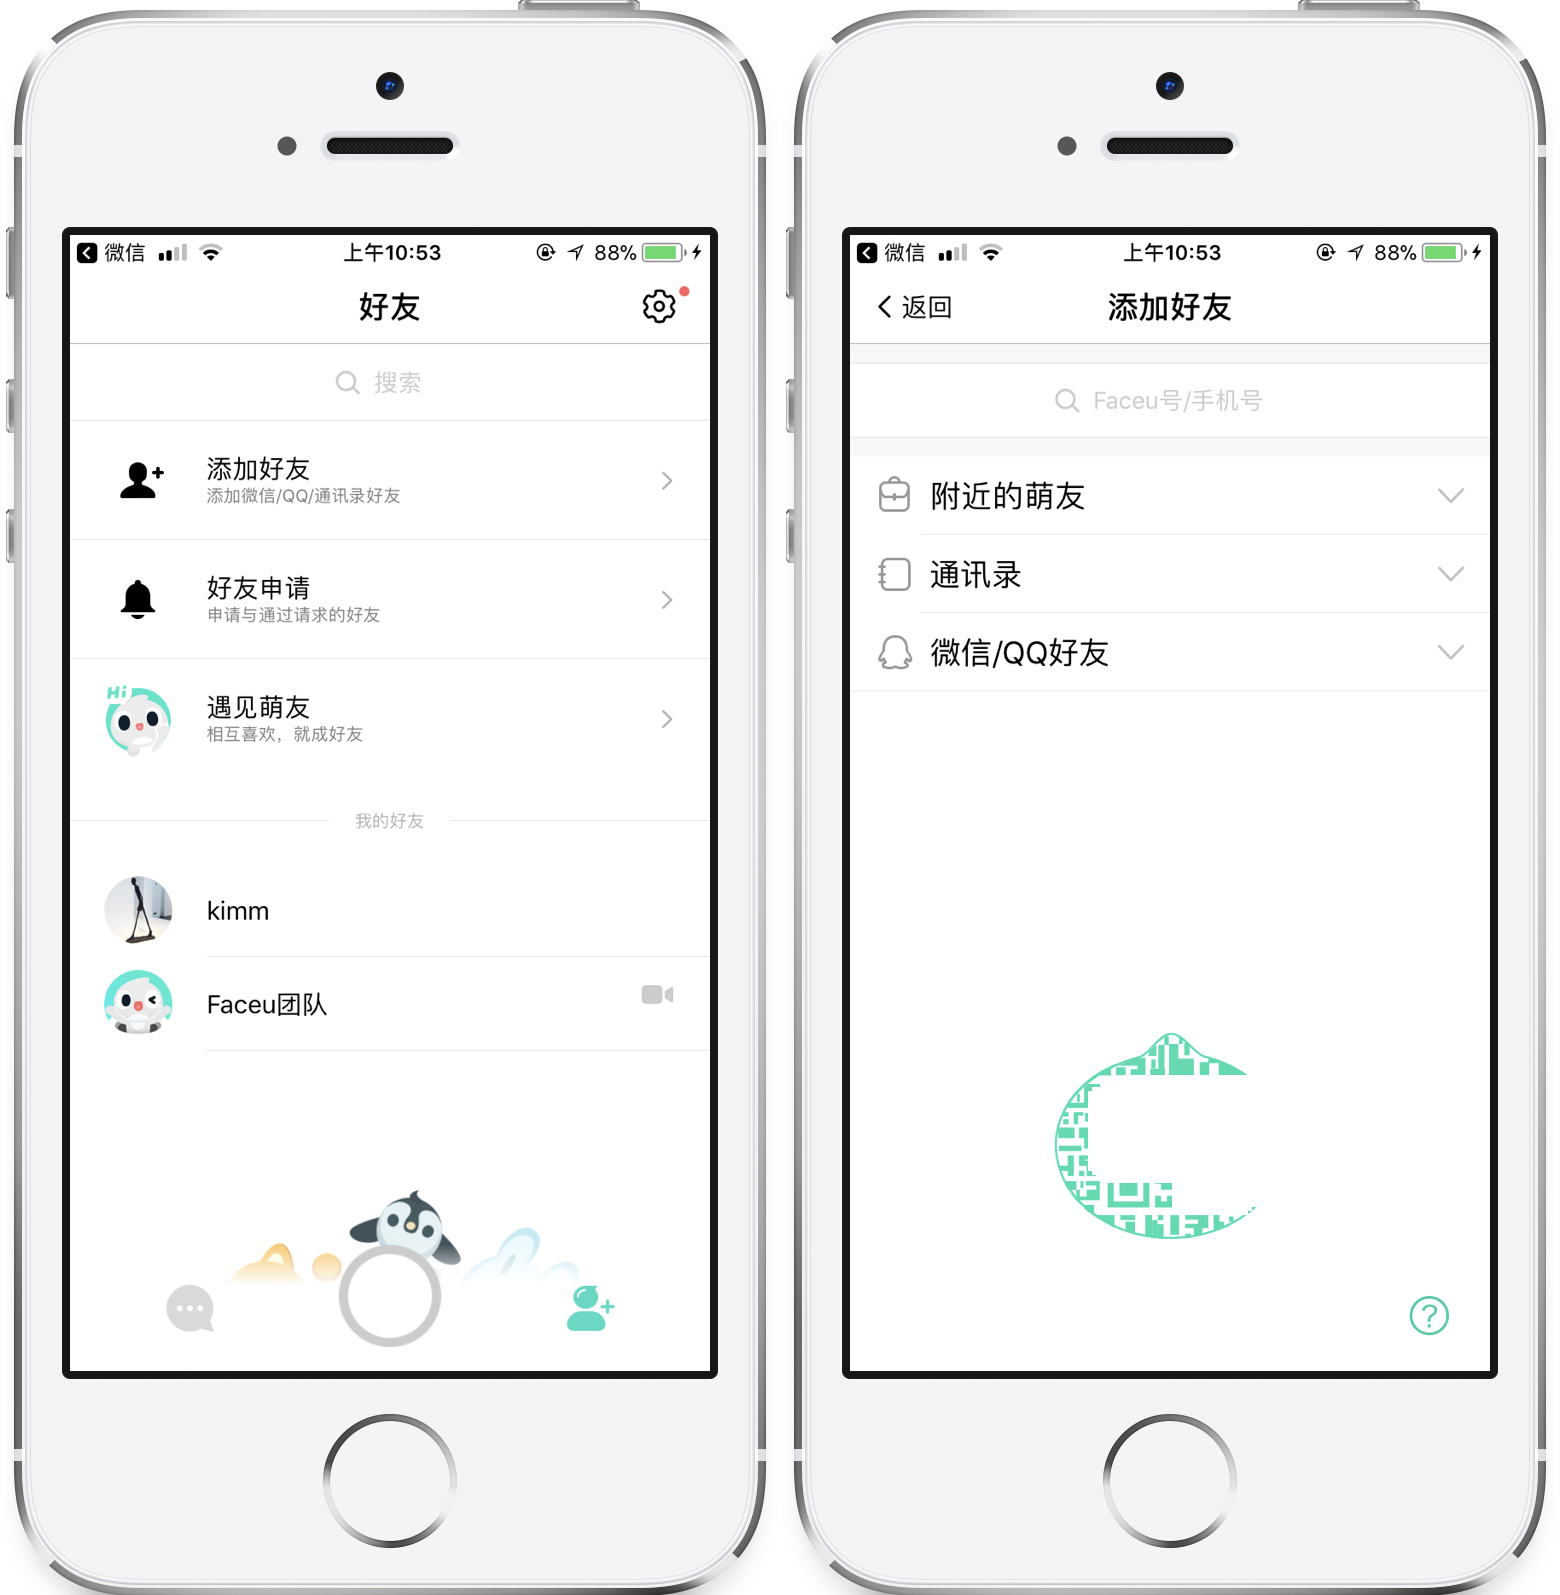 微信
上午10:53
88%
好友
搜索
添加好友
添加微信/QQ/通讯录好友
好友申请
申请与通过请求的好友
Hi
遇见萌友
相互喜欢，就成好友
我的好友
kimm
Faceu团队
微信
上午10:53
88%
返回
添加好友
Faceu号/手机号
附近的萌友
通讯录
微信/QQ好友
?